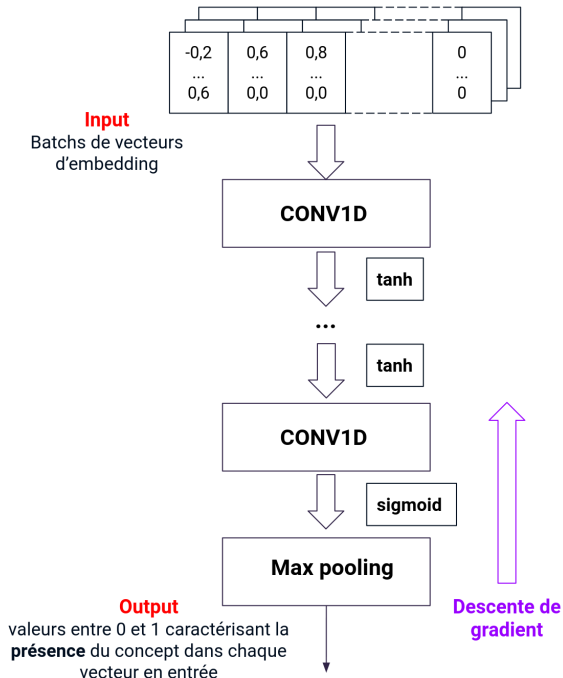 -0,2 0,6 0,8 0
... ... ... ...
0,6 0,0 0,0 0
Input
Batchs de vecteurs
d'embedding
CONV1D
tanh
...
tanh
CONV1D
sigmoid
Max pooling
Output
valeurs entre 0 et 1 caractérisant la
présence du concept dans chaque
vecteur en entrée
Descente de
gradient